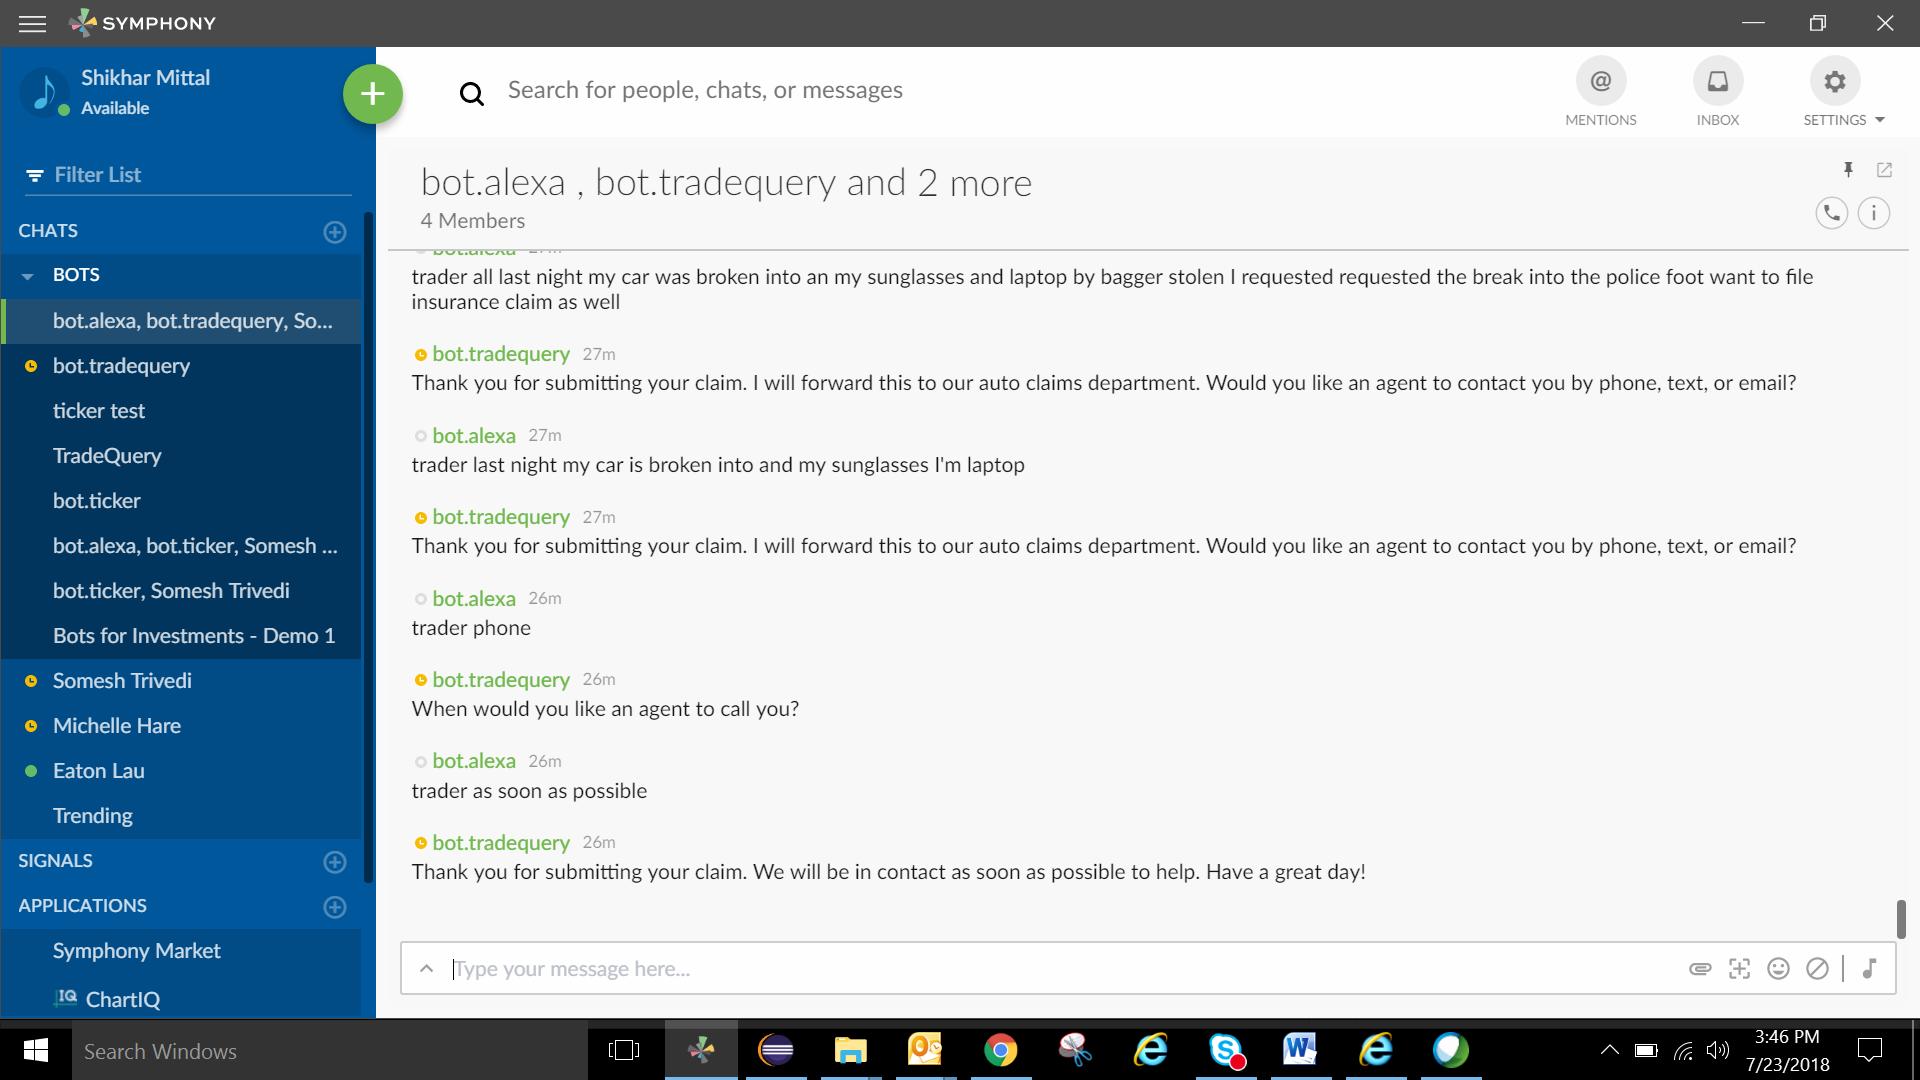 SYMPHONY
Shikhar Mittal
Available
Search for people, chats, or messages
@
MENTIONS
INBOX
SETTINGS
Filter List
CHATS
BOTS
bot.alexa, bot.tradequery, So...
bot.tradequery
ticker test
TradeQuery
bot.ticker
bot.alexa, bot.ticker, Somesh ...
bot.ticker, Somesh Trivedi
Bots for Investments - Demo 1
Somesh Trivedi
Michelle Hare
Eaton Lau
Trending
SIGNALS
APPLICATIONS
Symphony Market
IQ ChartIQ
bot.alexa , bot.tradequery and 2 more
4 Members
bot.alexa 27m
trader all last night my car was broken into an my sunglasses and laptop by bagger stolen I requested requested the break into the police foot want to file
insurance claim as well
bot.tradequery 27m
Thank you for submitting your claim. I will forward this to our auto claims department. Would you like an agent to contact you by phone, text, or email?
bot.alexa 27m
trader last night my car is broken into and my sunglasses I'm laptop
bot.tradequery 27m
Thank you for submitting your claim. I will forward this to our auto claims department. Would you like an agent to contact you by phone, text, or email?
bot.alexa 26m
trader phone
bot.tradequery 26m
When would you like an agent to call you?
bot.alexa 26m
trader as soon as possible
bot.tradequery 26m
Thank you for submitting your claim. We will be in contact as soon as possible to help. Have a great day!
Type your message here...
Search Windows
3:46 PM
7/23/2018